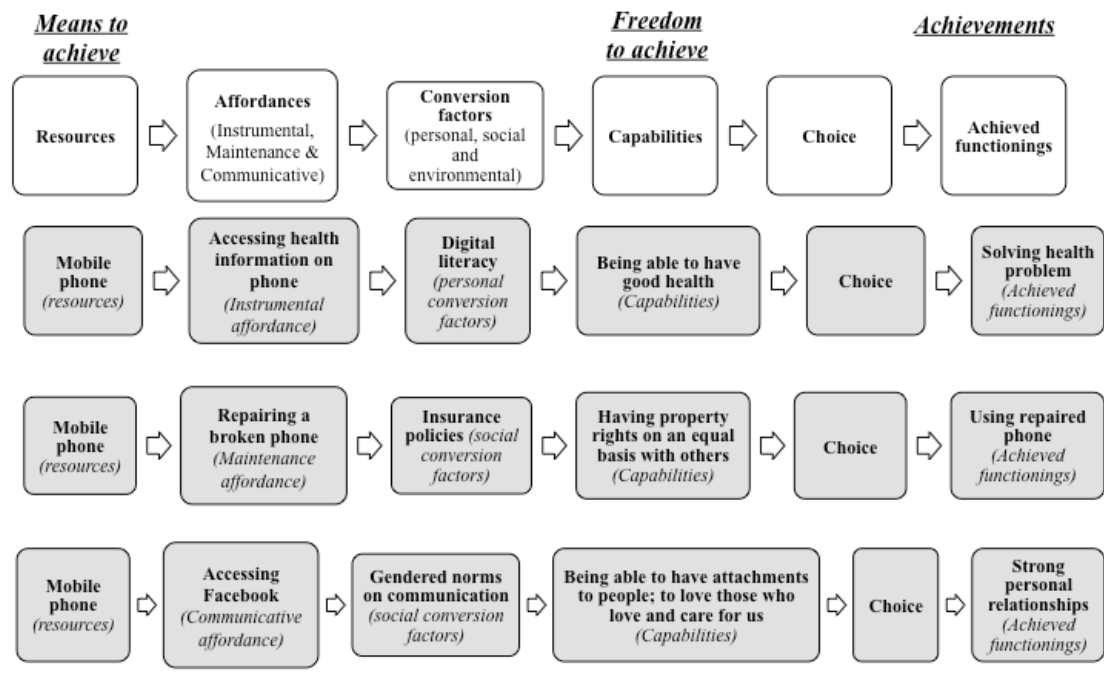 Means to
achieve
Freedom
to achieve
Achievements
Resources
Affordances
(Instrumental,
Maintenance &
Communicative)
Conversion
factors
(personal, social
and
environmental)
Capabilities
Choice
Achieved
functionings
Mobile
phone
(resources)
Accessing health
information on
phone
(Instrumental
affordance)
Digital
literacy
(personal
conversion
factors)
Being able to have
good health
(Capabilities)
Choice
Solving health
problem
(Achieved
functionings)
Mobile
phone
(resources)
Repairing a
broken phone
(Maintenance
affordance)
Insurance
policies (social
conversion
factors)
Having property
rights on an equal
basis with others
(Capabilities)
Choice
Using repaired
phone
(Achieved
functionings)
Mobile
phone
(resources)
Accessing
Facebook
(Communicative
affordance)
Gendered norms
on communication
(social conversion
factors)
Being able to have attachments
to people; to love those who
love and care for us
(Capabilities)
Choice
Strong
personal
relationships
(Achieved
functionings)